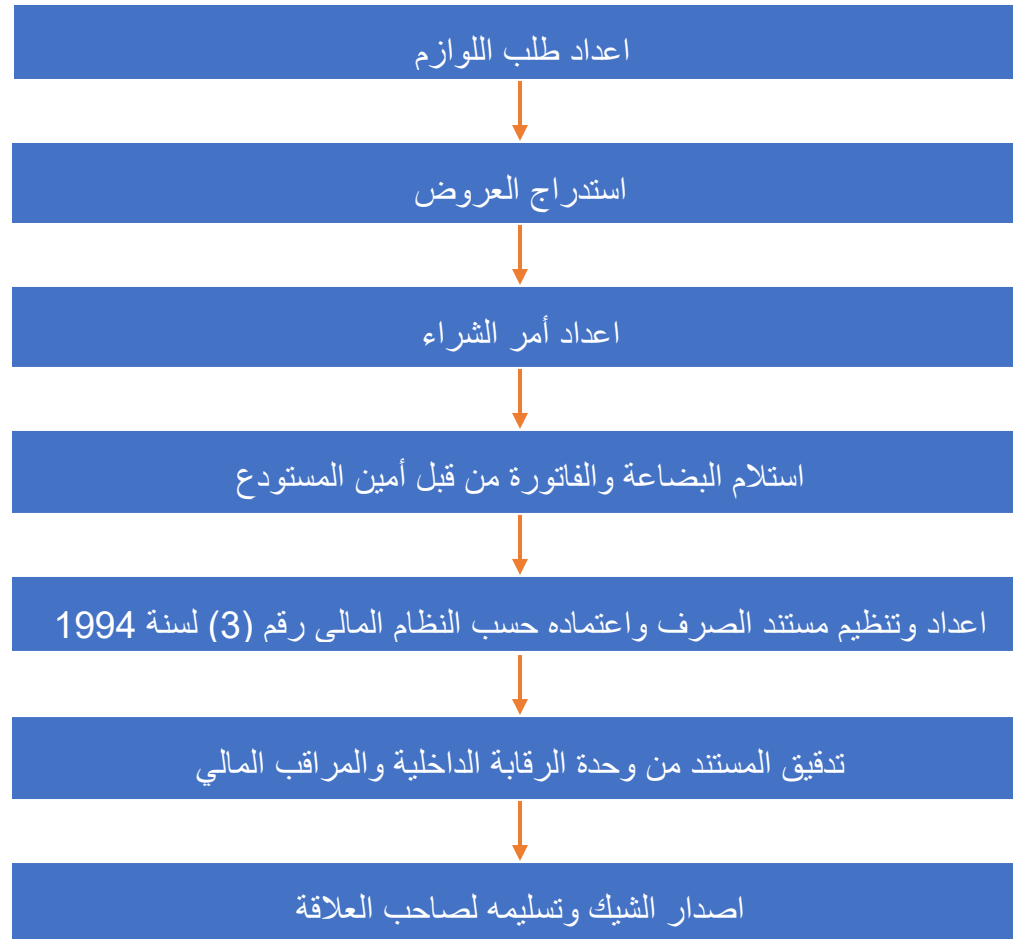 اعداد طلب اللوازم
استدراج العروض
اعداد أمر الشراء
استلام البضاعة والفاتورة من قبل أمين المستودع
اعداد وتنظيم مستند الصرف واعتماده حسب النظام المالي رقم (3) لسنة 1994
تدقيق المستند من وحدة الرقابة الداخلية والمراقب المالي
اصدار الشيك وتسليمه لصاحب العلاقة